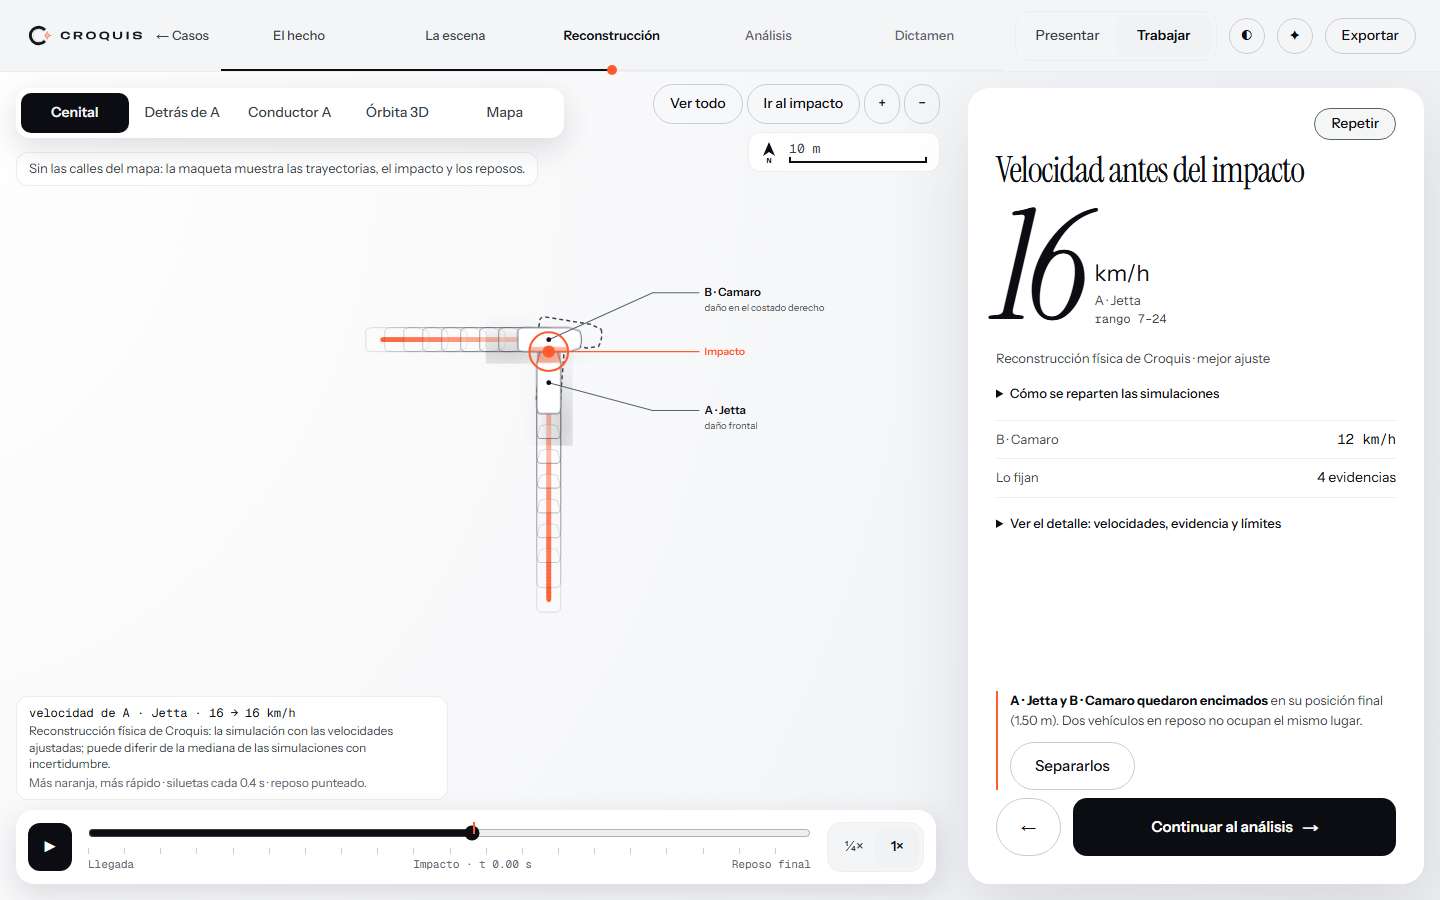 CROQUIS
← Casos
El hecho
La escena
Reconstrucción
Análisis
Dictamen
Presentar
Trabajar
Exportar
Cenital
Detrás de A
Conductor A
Órbita 3D
Mapa
Ver todo
Ir al impacto
+
−
Sin las calles del mapa: la maqueta muestra las trayectorias, el impacto y los reposos.
N
10 m
B · Camaro
daño en el costado derecho
Impacto
A · Jetta
daño frontal
velocidad de A · Jetta · 16 → 16 km/h
Reconstrucción física de Croquis: la simulación con las velocidades
ajustadas; puede diferir de la mediana de las simulaciones con
incertidumbre.
Más naranja, más rápido · siluetas cada 0.4 s · reposo punteado.
Llegada
Impacto · t 0.00 s
Reposo final
¼×
1×
Repetir
Velocidad antes del impacto
16
km/h
A · Jetta
rango 7–24
Reconstrucción física de Croquis · mejor ajuste
Cómo se reparten las simulaciones
B · Camaro
12 km/h
Lo fijan
4 evidencias
Ver el detalle: velocidades, evidencia y límites
A · Jetta y B · Camaro quedaron encimados en su posición final
(1.50 m). Dos vehículos en reposo no ocupan el mismo lugar.
Separarlos
←
Continuar al análisis →